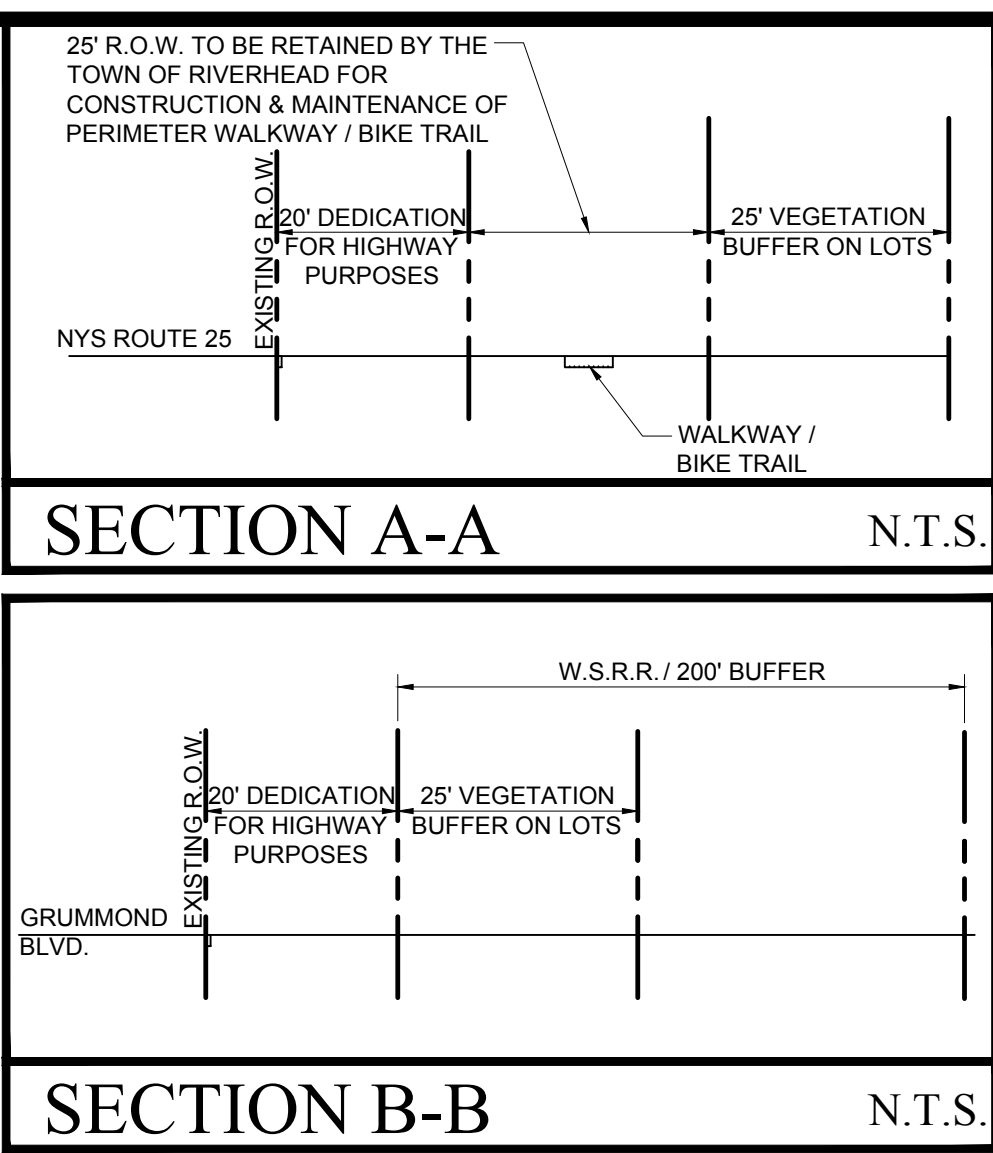 25' R.O.W. TO BE RETAINED BY THE
TOWN OF RIVERHEAD FOR
CONSTRUCTION & MAINTENANCE OF
PERIMETER WALKWAY / BIKE TRAIL
EXISTING R.O.W.
20' DEDICATION
FOR HIGHWAY
PURPOSES
25' VEGETATION
BUFFER ON LOTS
NYS ROUTE 25
WALKWAY /
BIKE TRAIL
SECTION A-A
N.T.S.
W.S.R.R. / 200' BUFFER
EXISTING R.O.W.
20' DEDICATION
FOR HIGHWAY
PURPOSES
25' VEGETATION
BUFFER ON LOTS
GRUMMOND
BLVD.
SECTION B-B
N.T.S.